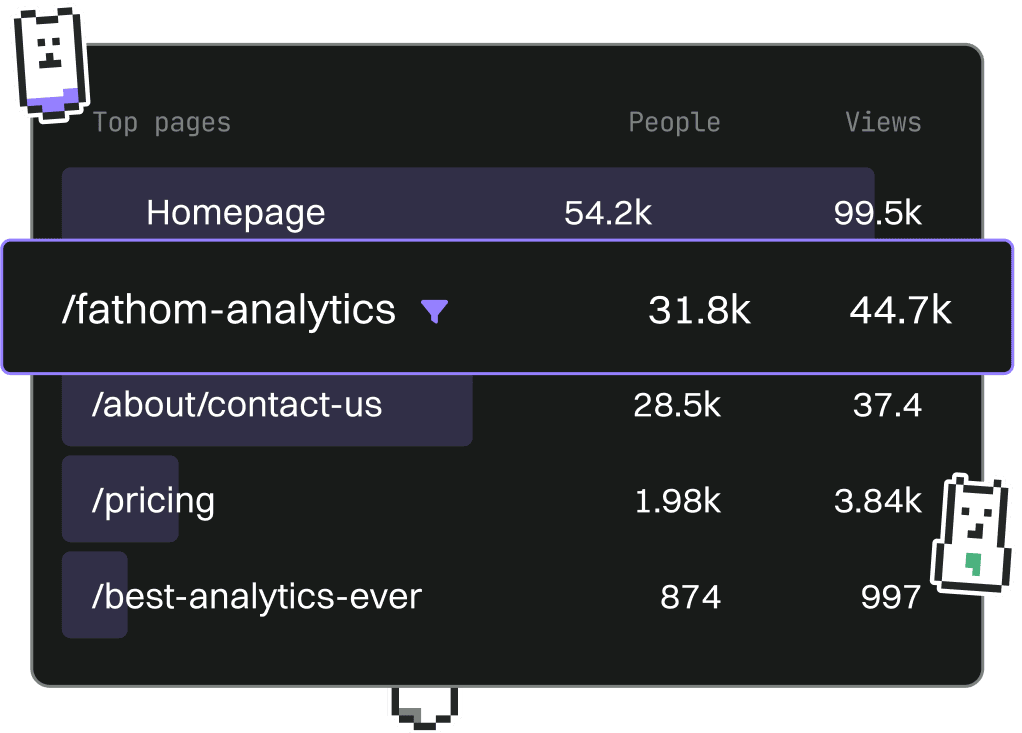 Top pages People Views
Homepage 54.2k 99.5k
/fathom-analytics 31.8k 44.7k
/about/contact-us 28.5k 37.4
/pricing 1.98k 3.84k
/best-analytics-ever 874 997